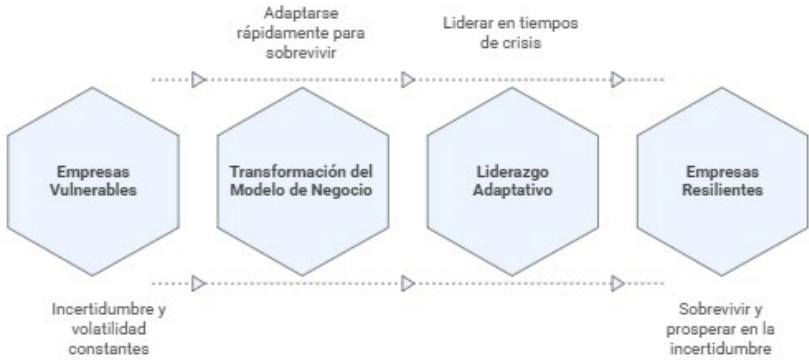 Adaptarse
rápidamente para
sobrevivir
Liderar en tiempos
de crisis
Empresas
Vulnerables
Transformación del
Modelo de Negocio
Liderazgo
Adaptativo
Empresas
Resilientes
Incertidumbre y
volatilidad
constantes
Sobrevivir y
prosperar en la
incertidumbre